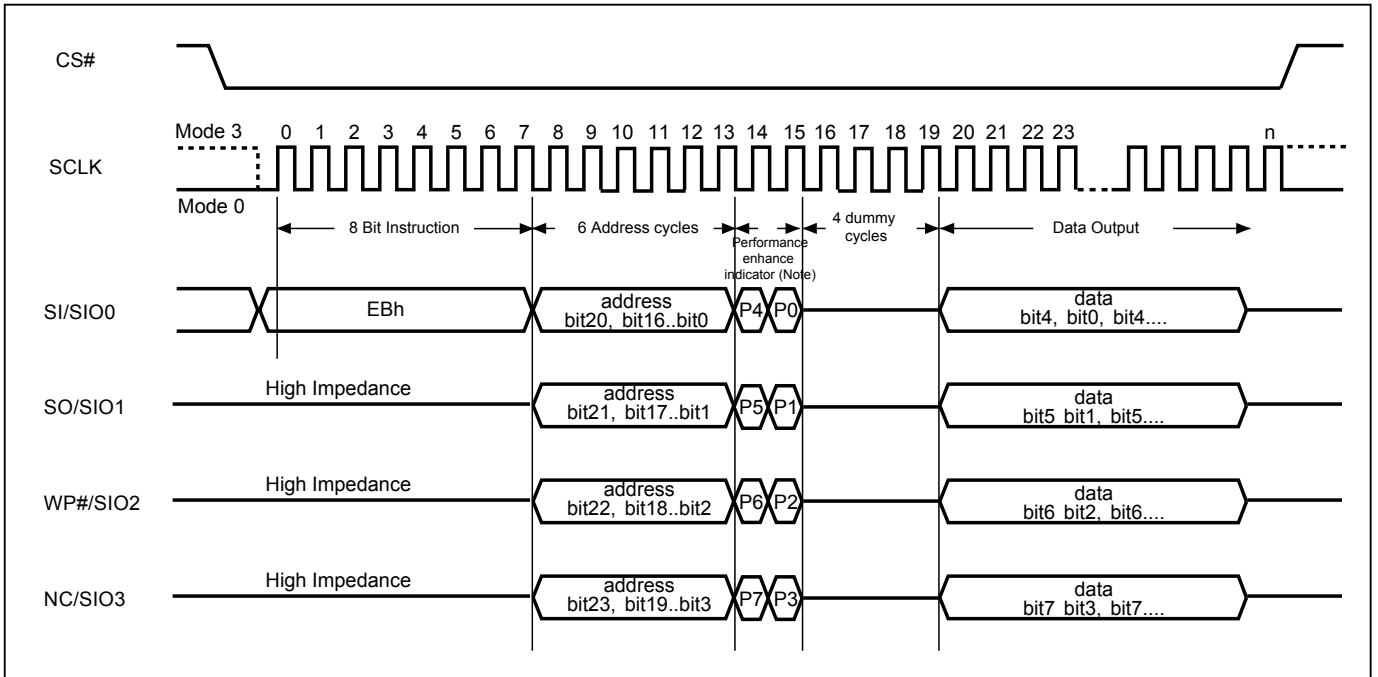 CS#
Mode 3
0 1 2 3 4 5 6 7 8 9 10 11 12 13 14 15 16 17 18 19 20 21 22 23 n
SCLK
Mode 0
8 Bit Instruction
6 Address cycles
Performance
enhance
indicator (Note)
4 dummy
cycles
Data Output
SI/SIO0
EBh
address
bit20, bit16..bit0
P4 P0
data
bit4, bit0, bit4....
SO/SIO1
High Impedance
address
bit21, bit17..bit1
P5 P1
data
bit5 bit1, bit5....
WP#/SIO2
High Impedance
address
bit22, bit18..bit2
P6 P2
data
bit6 bit2, bit6....
NC/SIO3
High Impedance
address
bit23, bit19..bit3
P7 P3
data
bit7 bit3, bit7....